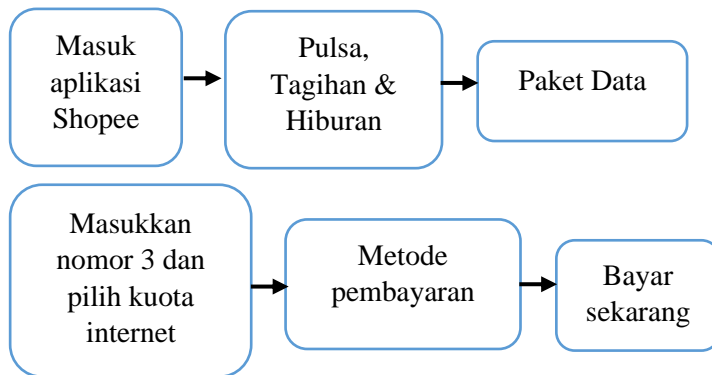 Masuk
aplikasi
Shopee
Pulsa,
Tagihan &
Hiburan
Paket Data
Masukkan
nomor 3 dan
pilih kuota
internet
Metode
pembayaran
Bayar
sekarang